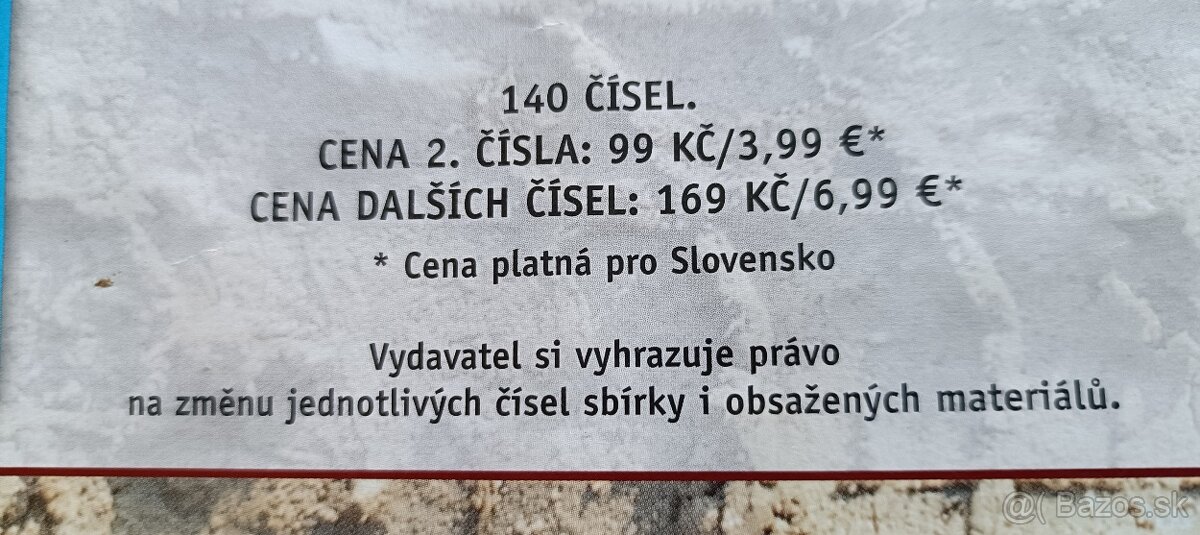 140 ČÍSEL.
CENA 2. ČÍSLA: 99 KČ/3,99 €*
CENA DALŠÍCH ČÍSEL: 169 KČ/6,99 €*
* Cena platná pro Slovensko
Vydavatel si vyhrazuje právo
na změnu jednotlivých čísel sbírky i obsažených materiálů.
@( Bazos.sk